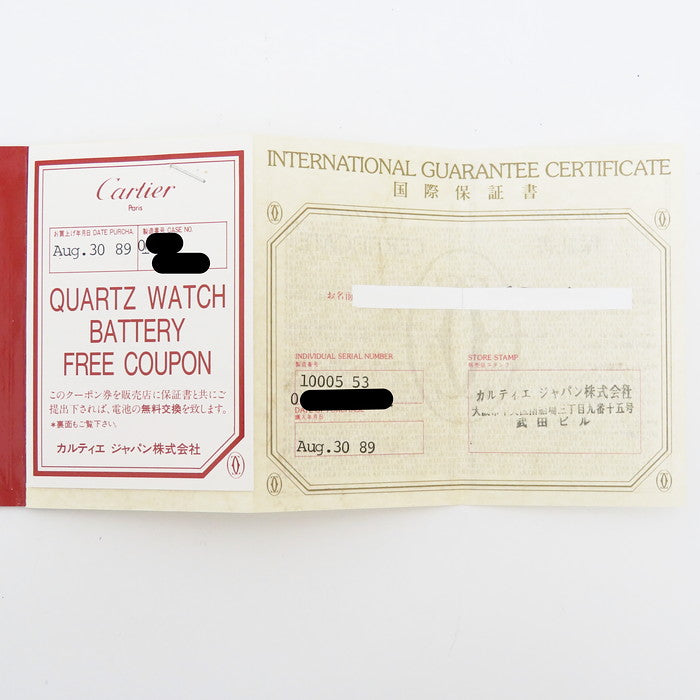 Cartier
Paris
お買上げ年月日 DATE PURCHA. 製造番号 CASE NO.
Aug.30 89
QUARTZ WATCH
BATTERY
FREE COUPON
このクーポン券を販売店に保証書と共にご
提出下されば、電池の無料交換を致します。
*裏面もご覧下さい。
カルティエ ジャパン株式会社
INTERNATIONAL GUARANTEE CERTIFICATE
国際保証書
お名前
INDIVIDUAL SERIAL NUMBER
製造番号
10005 53
0
購入年月日
Aug.30 89
STORE STAMP
販売店スタンプ
カルティエ ジャパン株式会社
丁目九番十五号
武田ビル